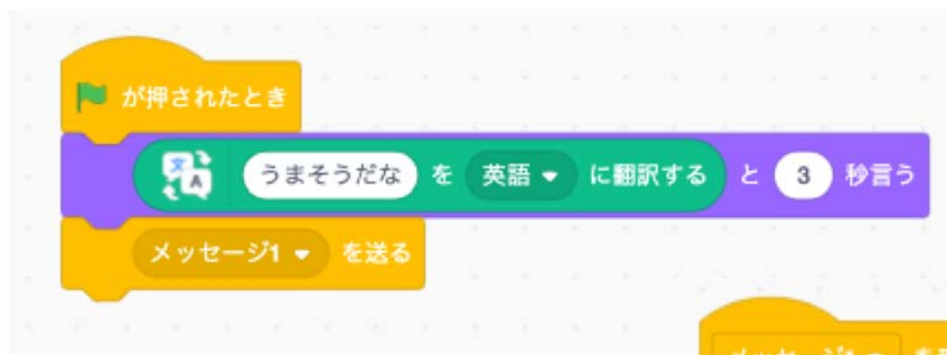 が押されたとき
うまそうだな を 英語 に翻訳する と 3 秒言う
メッセージ1 を送る